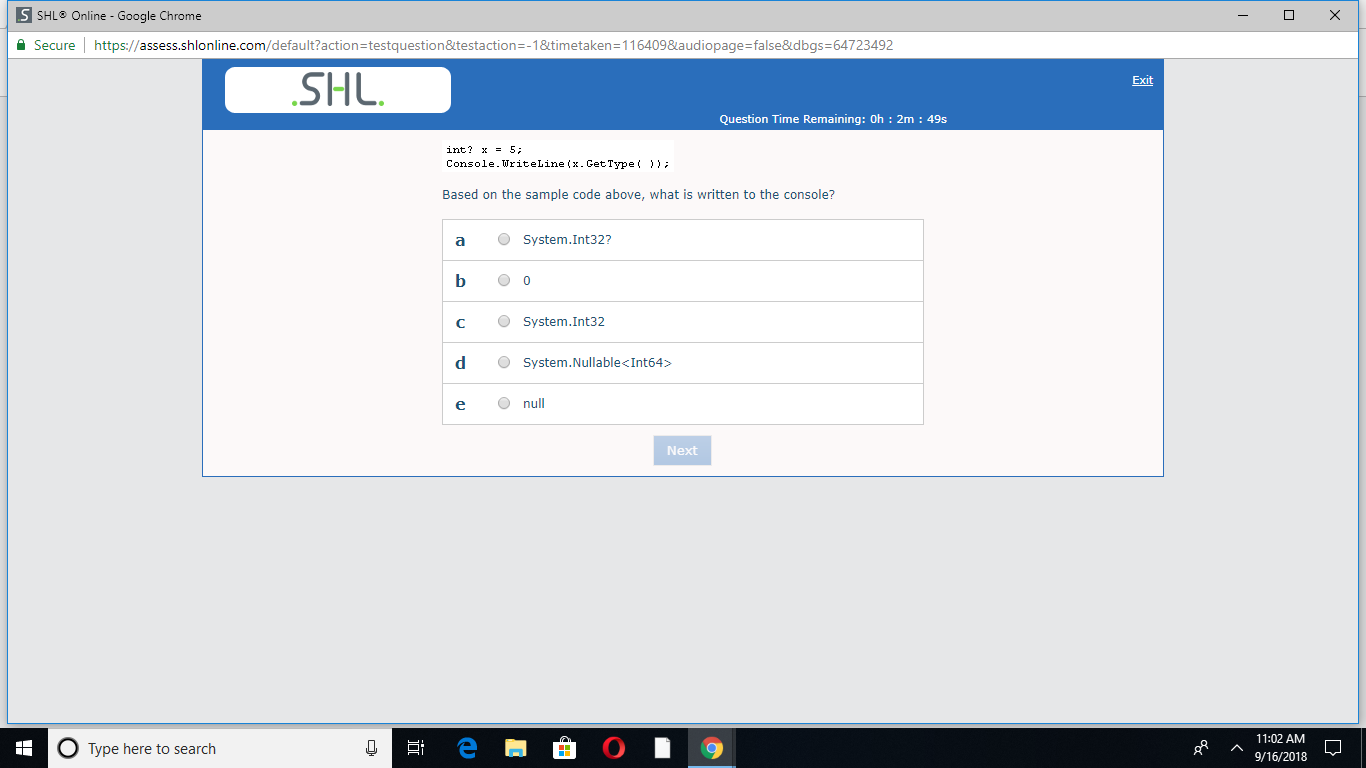 SHL® Online - Google Chrome
Secure https://assess.shlonline.com/default?action=testquestion&testaction=-1&timetaken=116409&audiopage=false&dbgs=64723492
.SHL.
Exit
Question Time Remaining: 0h : 2m : 49s
int? x = 5;
Console.WriteLine(x.GetType( ));
Based on the sample code above, what is written to the console?
a System.Int32?
b 0
c System.Int32
d System.Nullable<Int64>
e null
Next
Type here to search
11:02 AM
9/16/2018